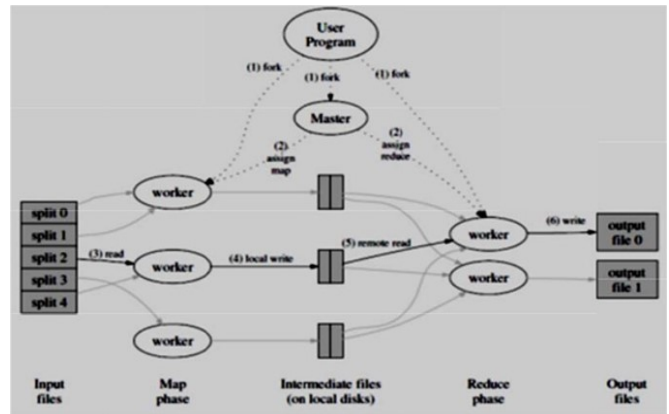 User
Program
(1) fork
(1) fork
(1) fork
Master
(2)
assign
map
(2)
assign
reduce
worker
split 0
split 1
split 2
split 3
split 4
(3) read
worker
(4) local write
(5) remote read
worker
(6) write
output
file 0
worker
output
file 1
worker
Input
files
Map
phase
Intermediate files
(on local disks)
Reduce
phase
Output
files